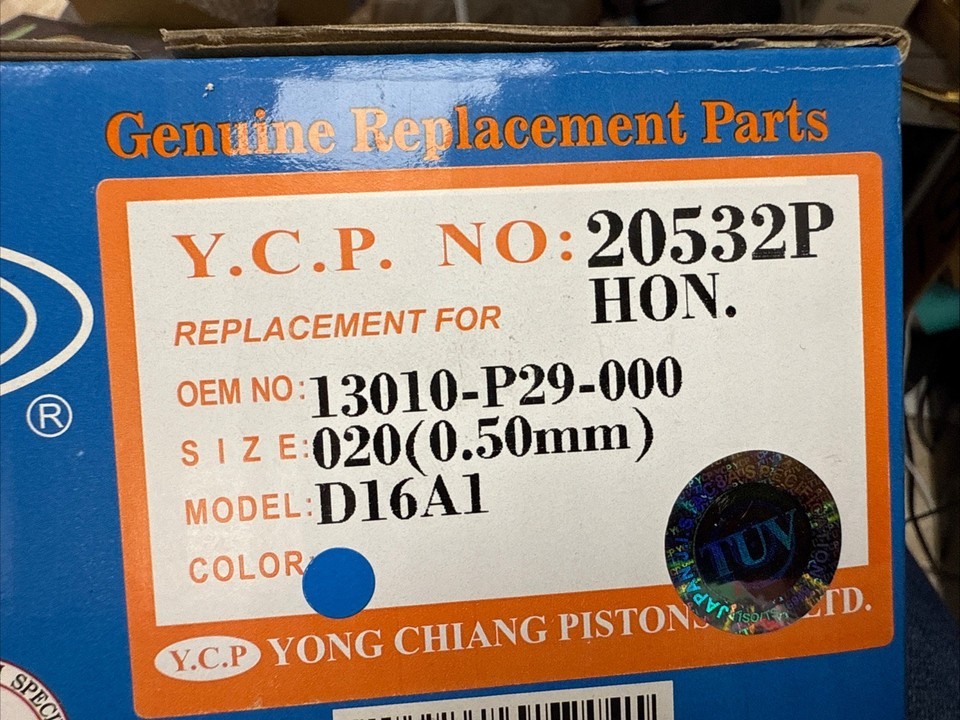 Genuine Replacement Parts
Y.C.P. NO: 20532P
HON.
REPLACEMENT FOR
OEM NO: 13010-P29-000
SIZE: 020(0.50mm)
MODEL: D16A1
COLOR
TUV
Y.C.P YONG CHIANG PISTONS LTD.
®